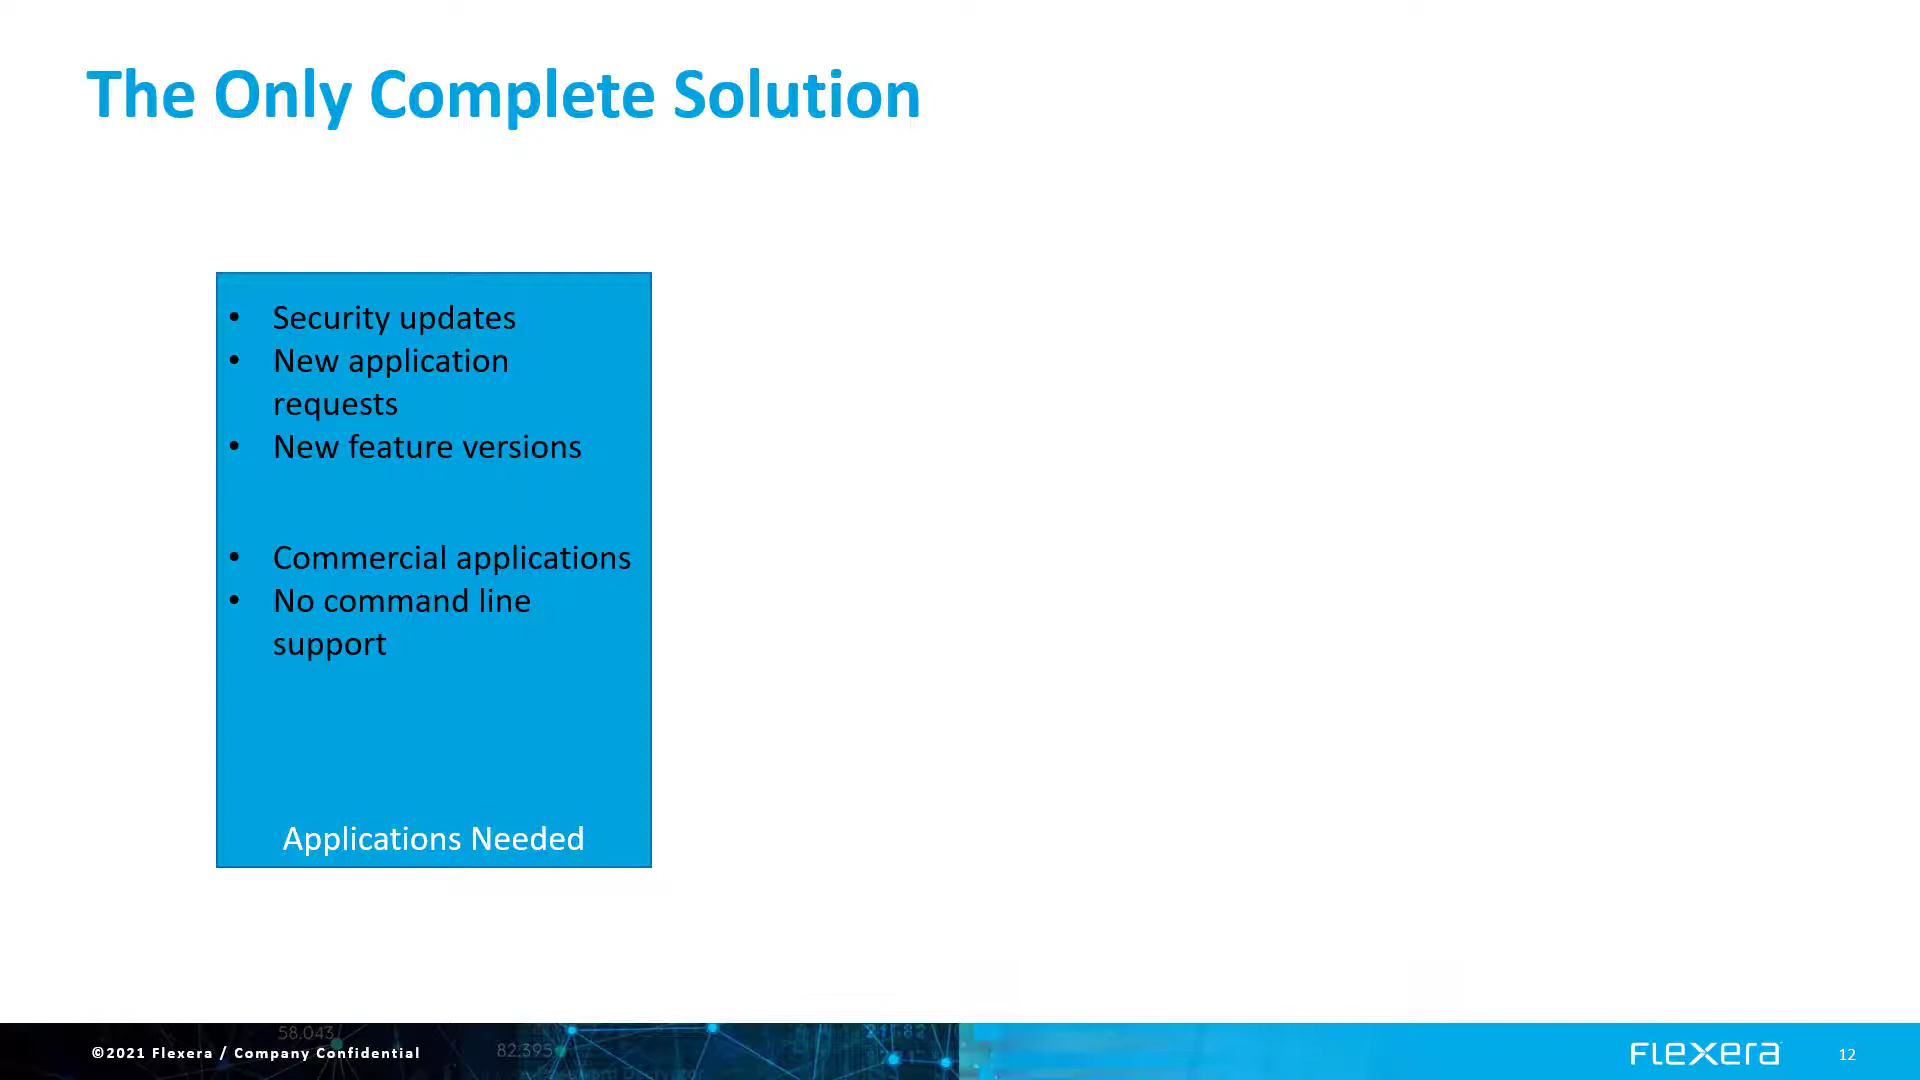 The Only Complete Solution
• Security updates
• New application
requests
• New feature versions
• Commercial applications
• No command line
support
Applications Needed
58.043
82.395
©2021 Flexera / Company Confidential
FLEXERA
12